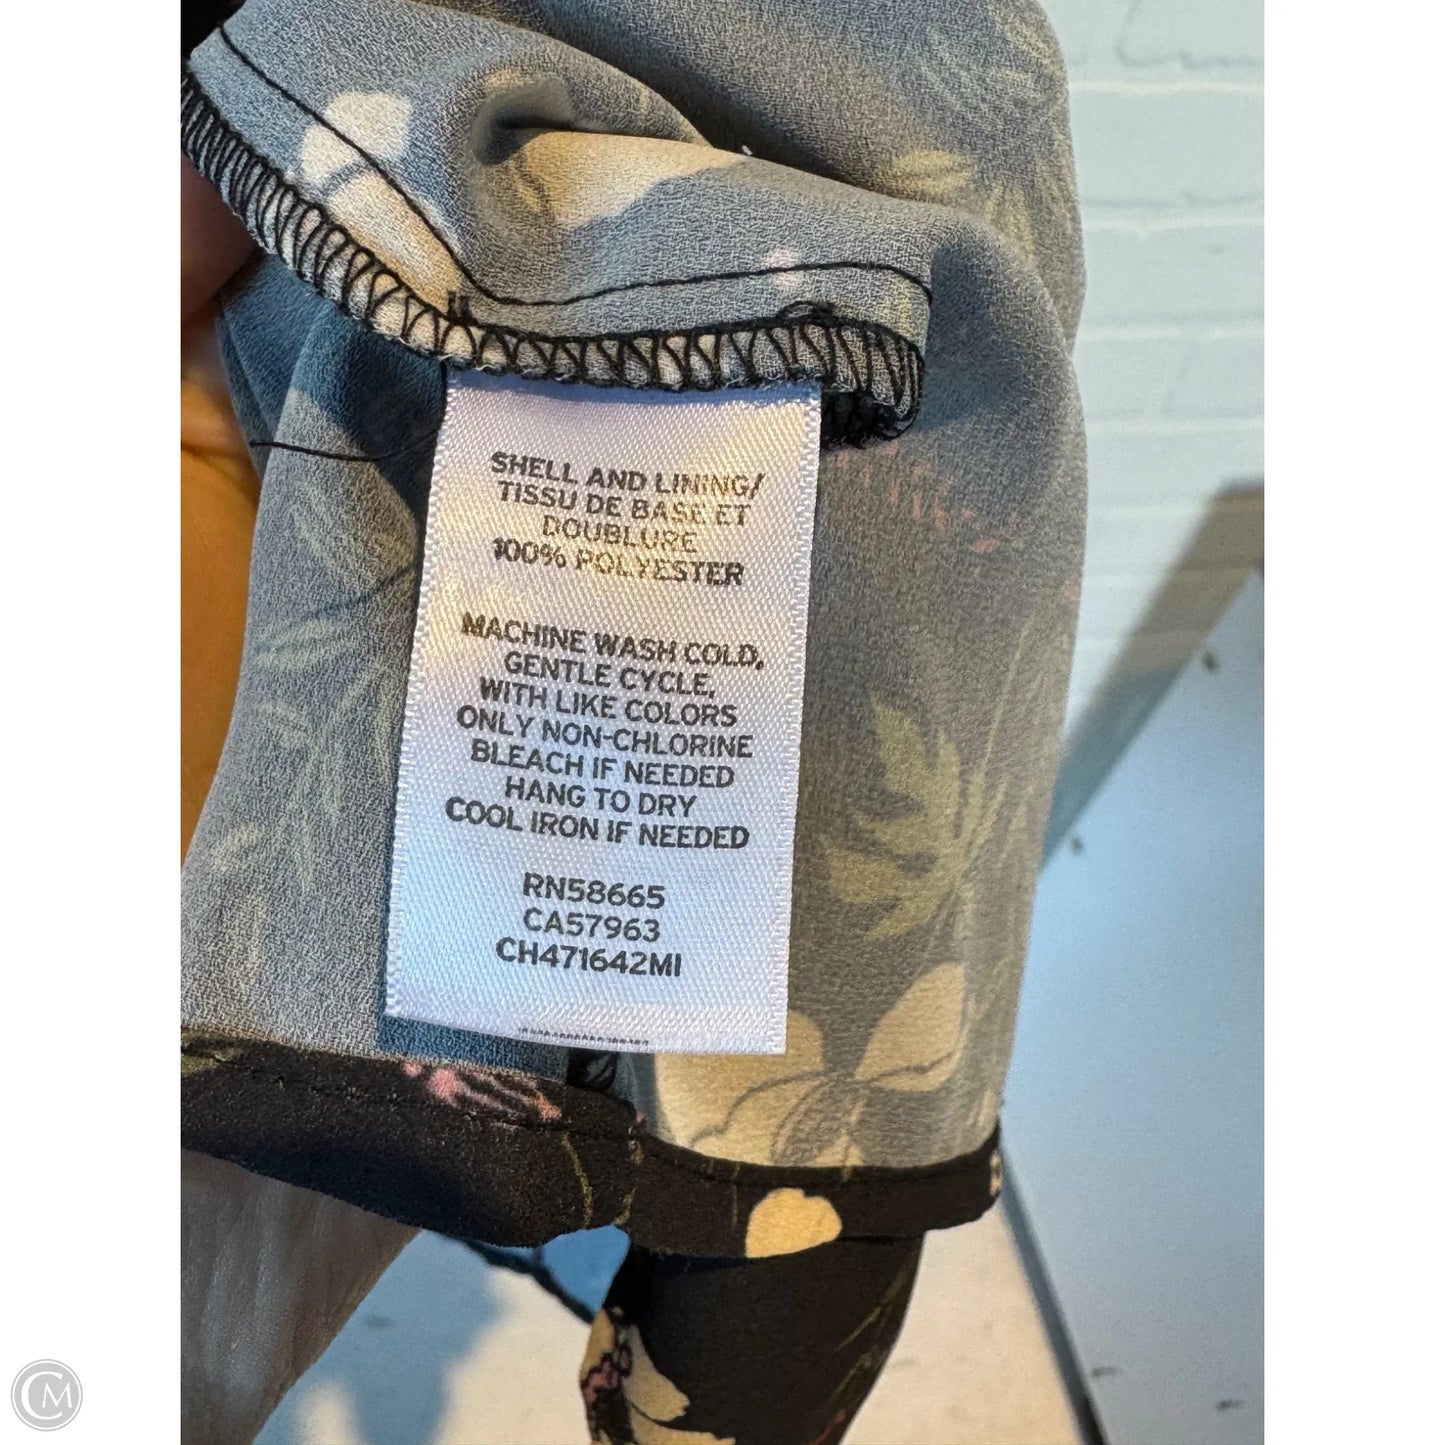 SHELL AND LINING/
TISSU DE BASE ET
DOUBLURE
100% POLYESTER
MACHINE WASH COLD,
GENTLE CYCLE,
WITH LIKE COLORS
ONLY NON-CHLORINE
BLEACH IF NEEDED
HANG TO DRY
COOL IRON IF NEEDED
RN58665
CA57963
CH471642MI
CM